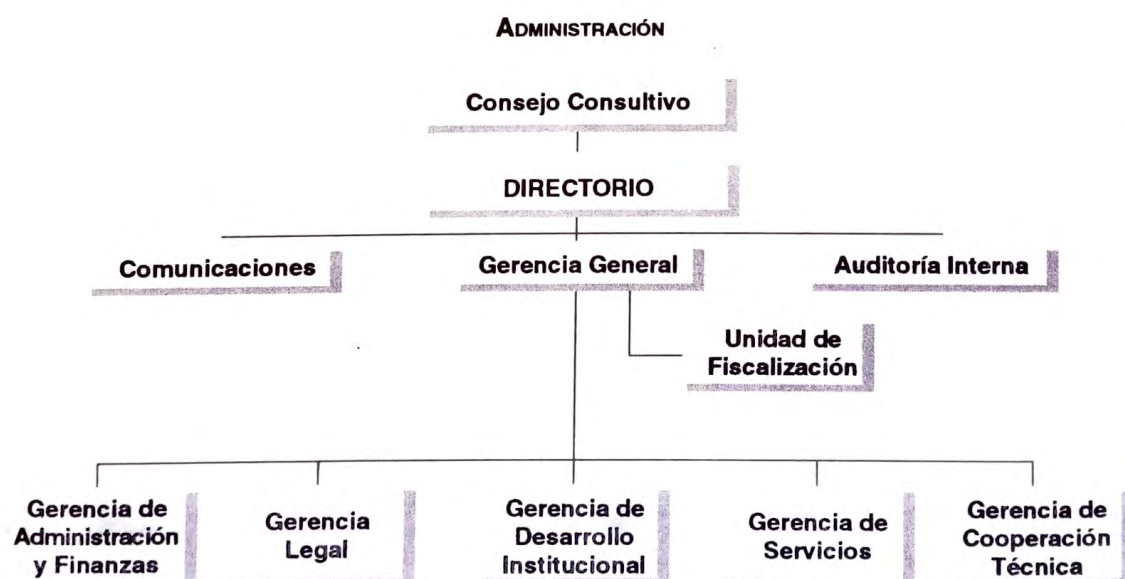 ADMINISTRACIÓN
Consejo Consultivo
DIRECTORIO
Comunicaciones
Gerencia General
Auditoría Interna
Unidad de
Fiscalización
Gerencia de
Administración
y Finanzas
Gerencia
Legal
Gerencia de
Desarrollo
Institucional
Gerencia de
Servicios
Gerencia de
Cooperación
Técnica